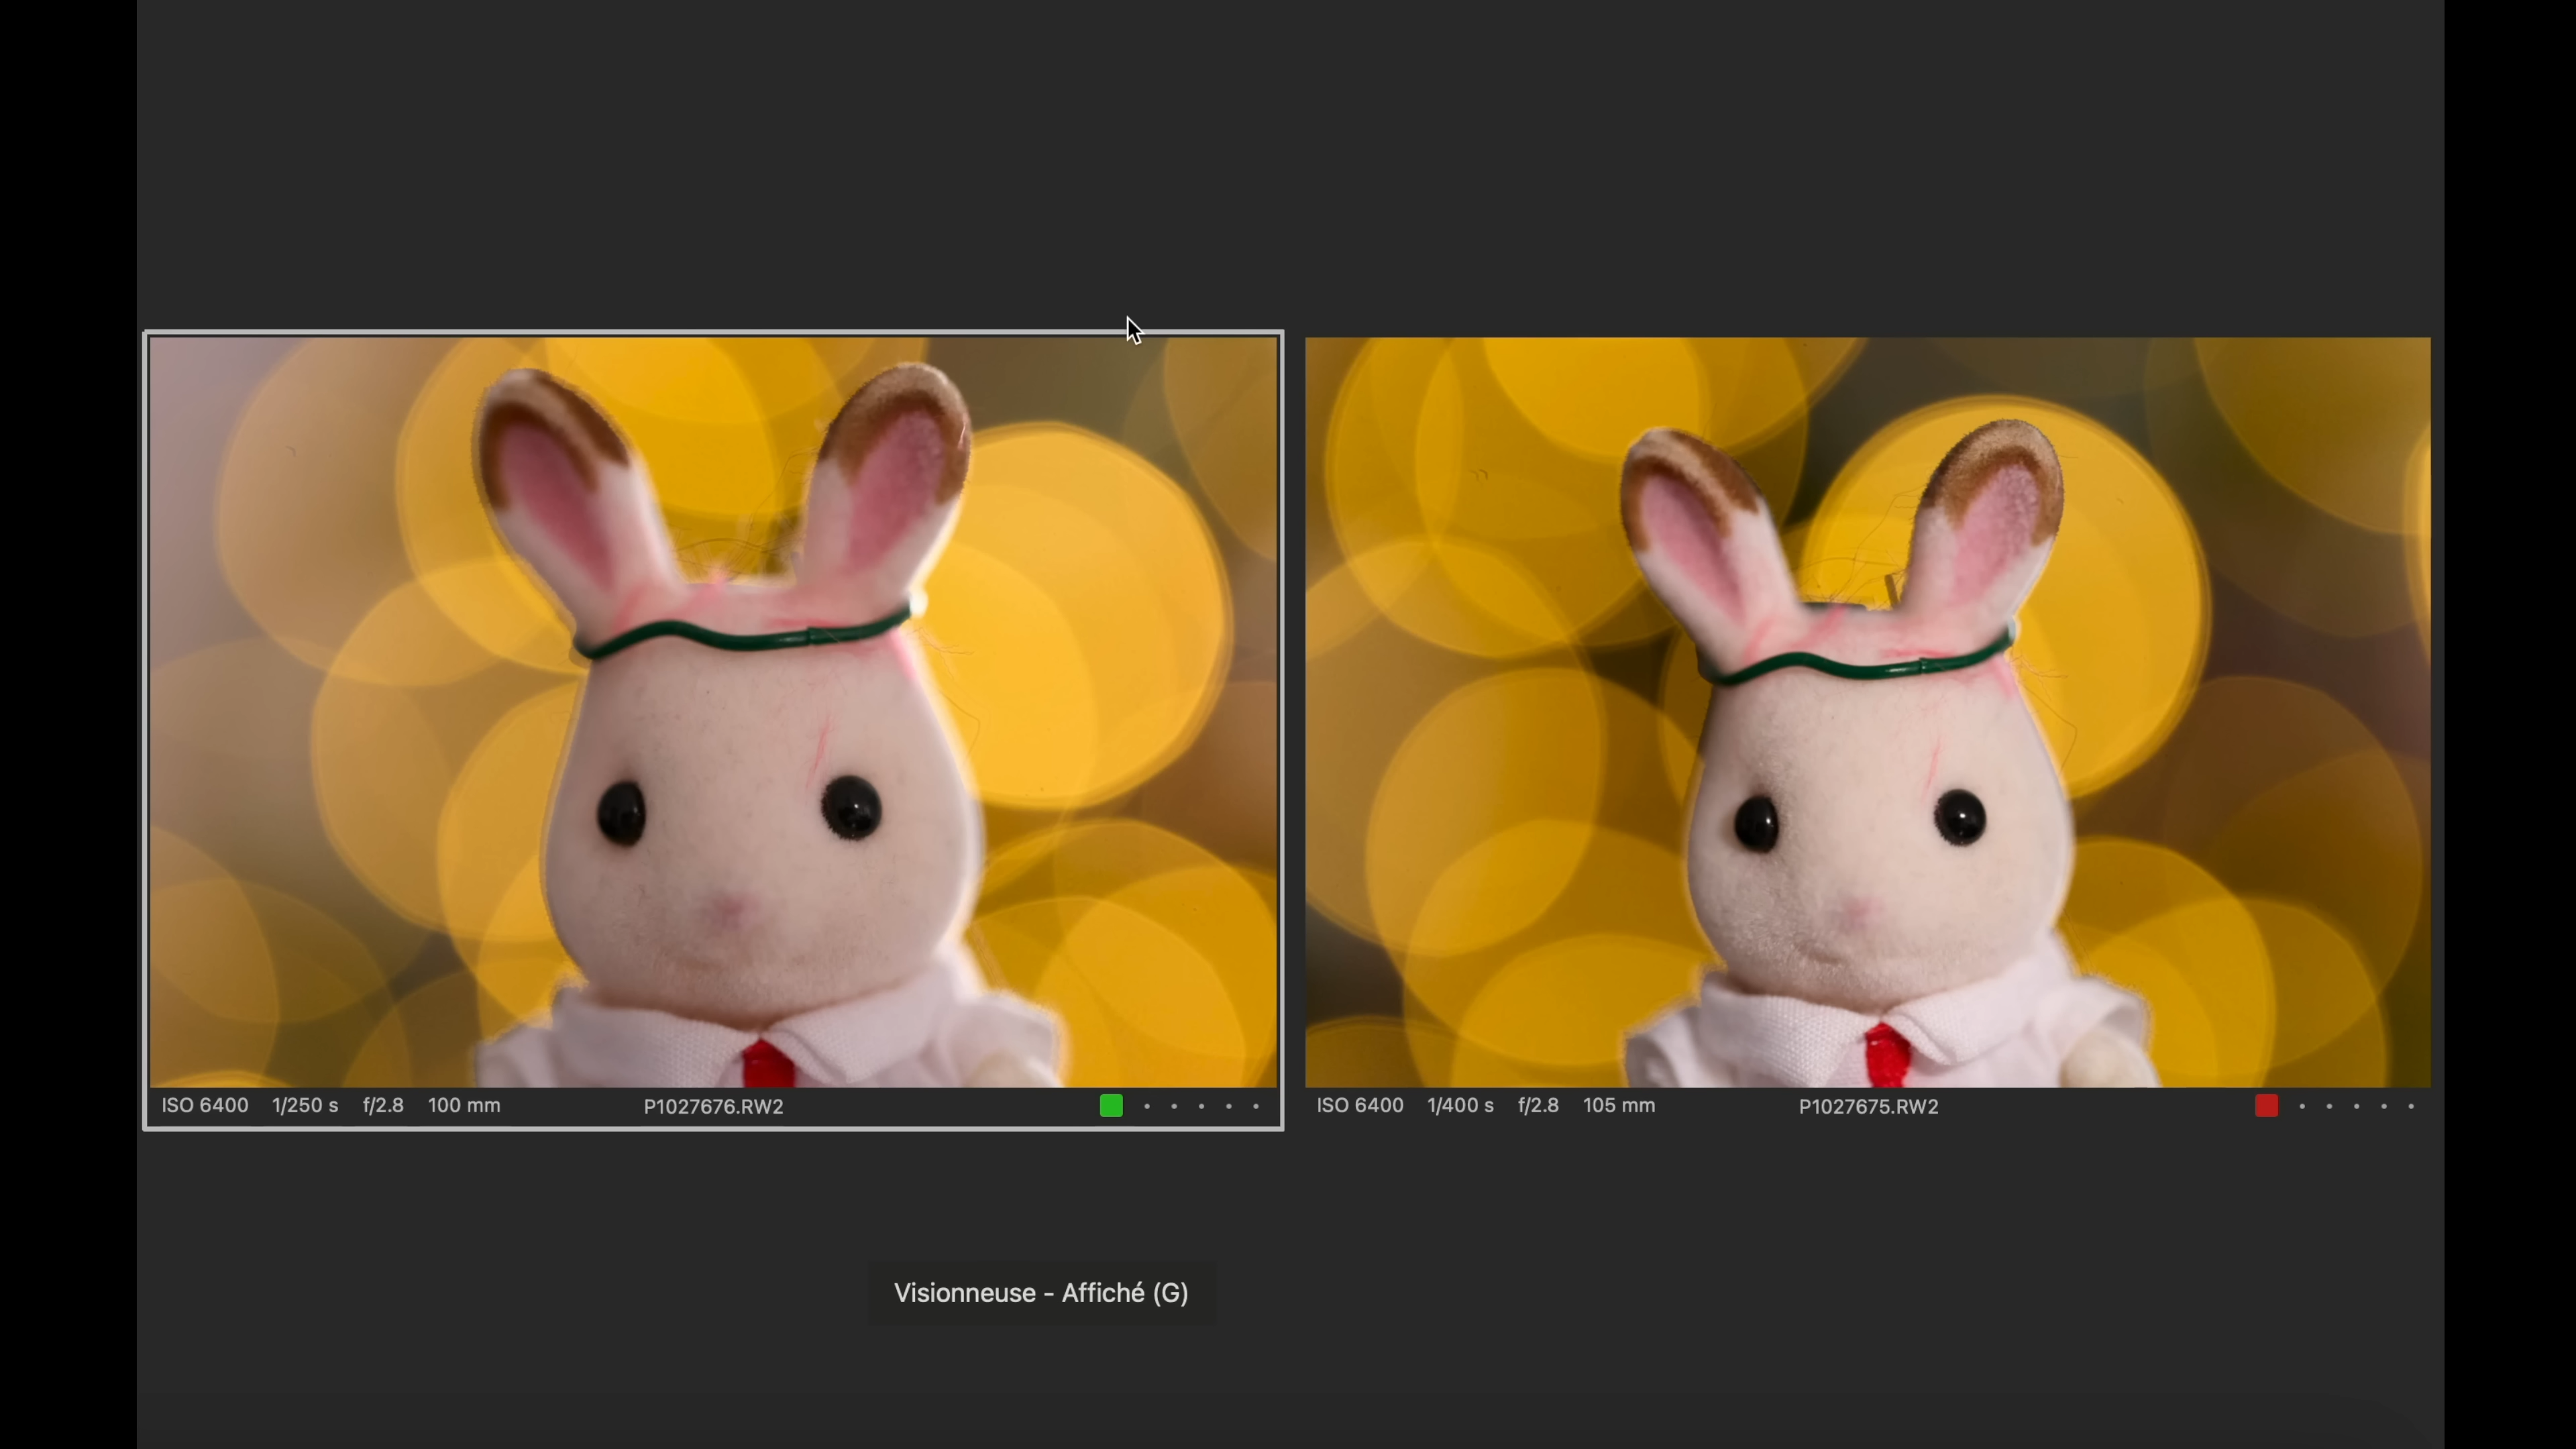 ISO 6400 1/250 s f/2.8 100 mm P1027676.RW2
ISO 6400 1/400 s f/2.8 105 mm P1027675.RW2
Visionneuse - Affiché (G)